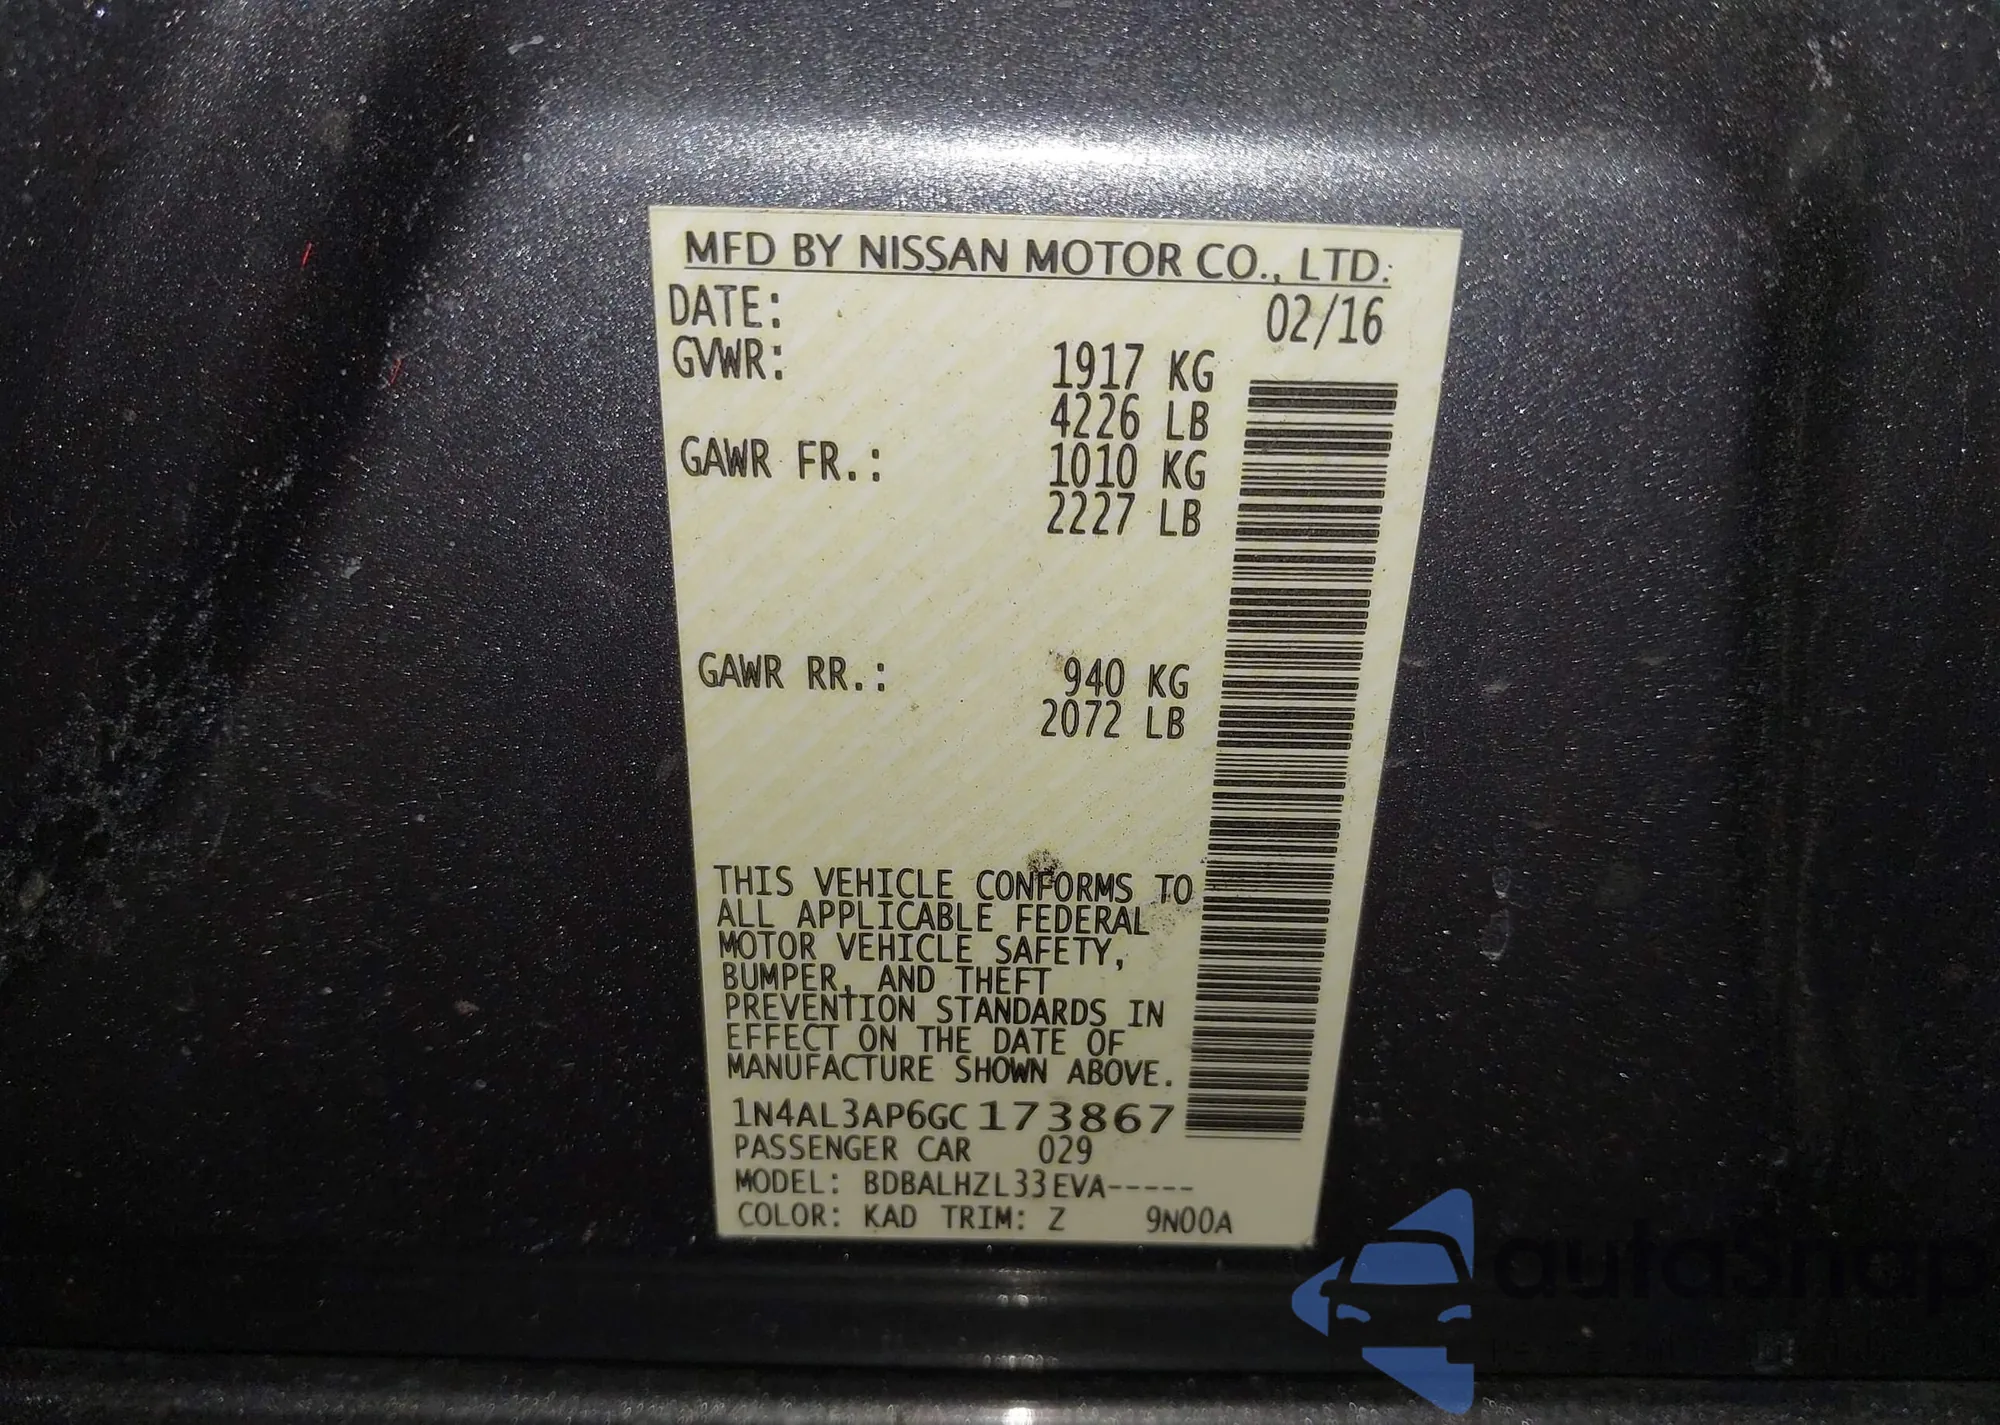 MFD BY NISSAN MOTOR CO., LTD.
DATE: 02/16
GVWR: 1917 KG
4226 LB
GAWR FR.: 1010 KG
2227 LB
GAWR RR.: 940 KG
2072 LB
THIS VEHICLE CONFORMS TO
ALL APPLICABLE FEDERAL
MOTOR VEHICLE SAFETY,
BUMPER, AND THEFT
PREVENTION STANDARDS IN
EFFECT ON THE DATE OF
MANUFACTURE SHOWN ABOVE.
1N4AL3AP6GC173867
PASSENGER CAR 029
MODEL: BDBALHZL33EVA-----
COLOR: KAD TRIM: Z 9N00A
autoSnap